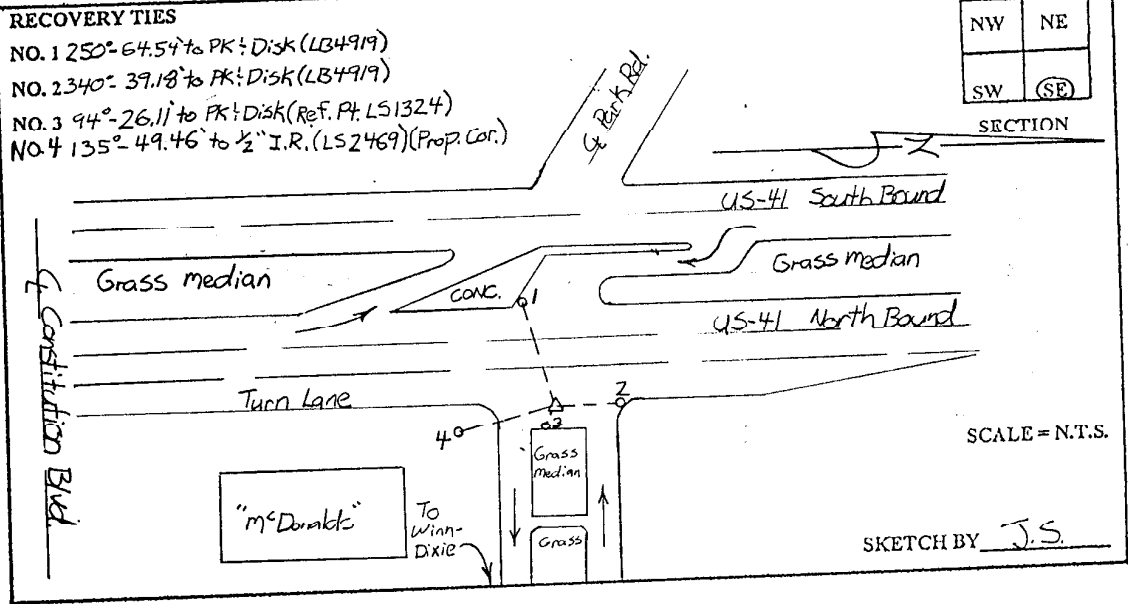 RECOVERY TIES
NO. 1 250°- 64.54' to PK & Disk (LB4919)
NO. 2 340°- 39.18' to PK & Disk (LB4919)
NO. 3 94°- 26.11' to PK & Disk (Ref. Pt. LS1324)
NO. 4 135°- 49.46' to 1/2" I.R. (LS2469) (Prop. Cor.)
NW NE
SW SE
SECTION
℄ Park Rd.
Z
US-41 South Bound
Grass median
Grass median
CONC.
1
US-41 North Bound
℄ Constitution Blvd.
Turn Lane
2
3
4
Grass
median
SCALE = N.T.S.
"McDonalds"
To
Winn-
Dixie
Grass
SKETCH BY J.S.